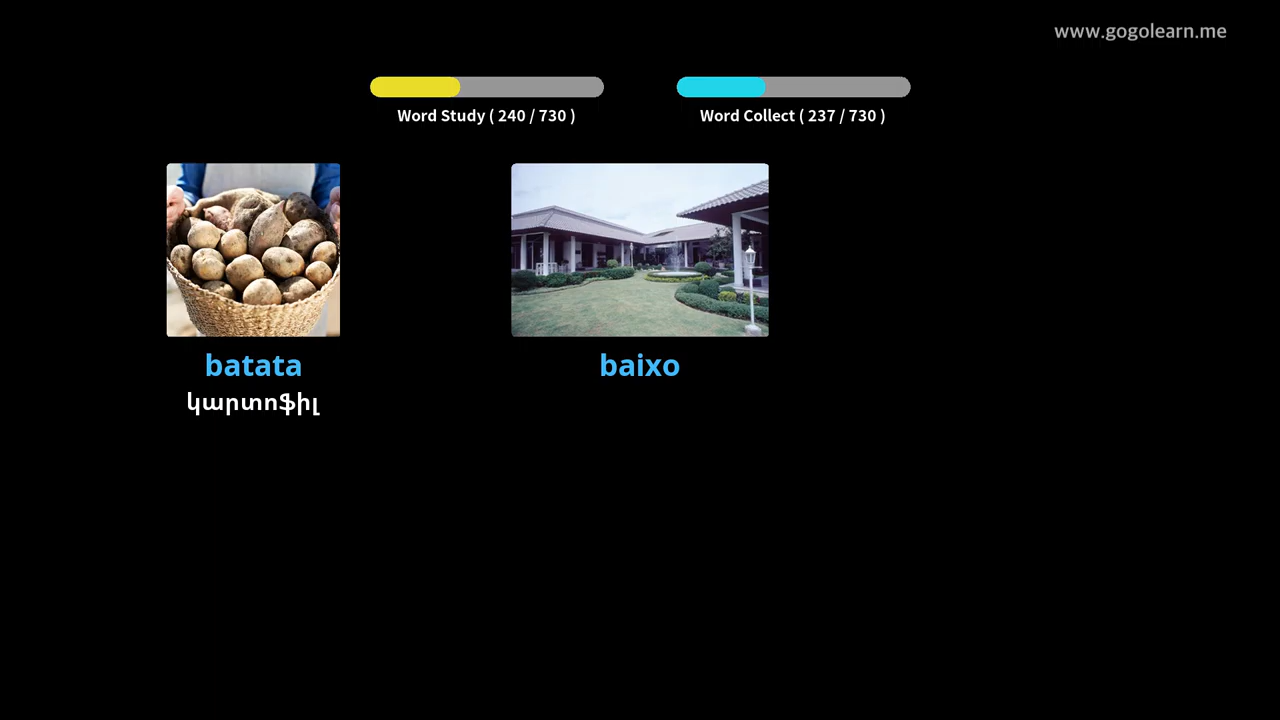 www.gogolearn.me
Word Study ( 240 / 730 )
Word Collect ( 237 / 730 )
batata
կարտոֆիլ
baixo